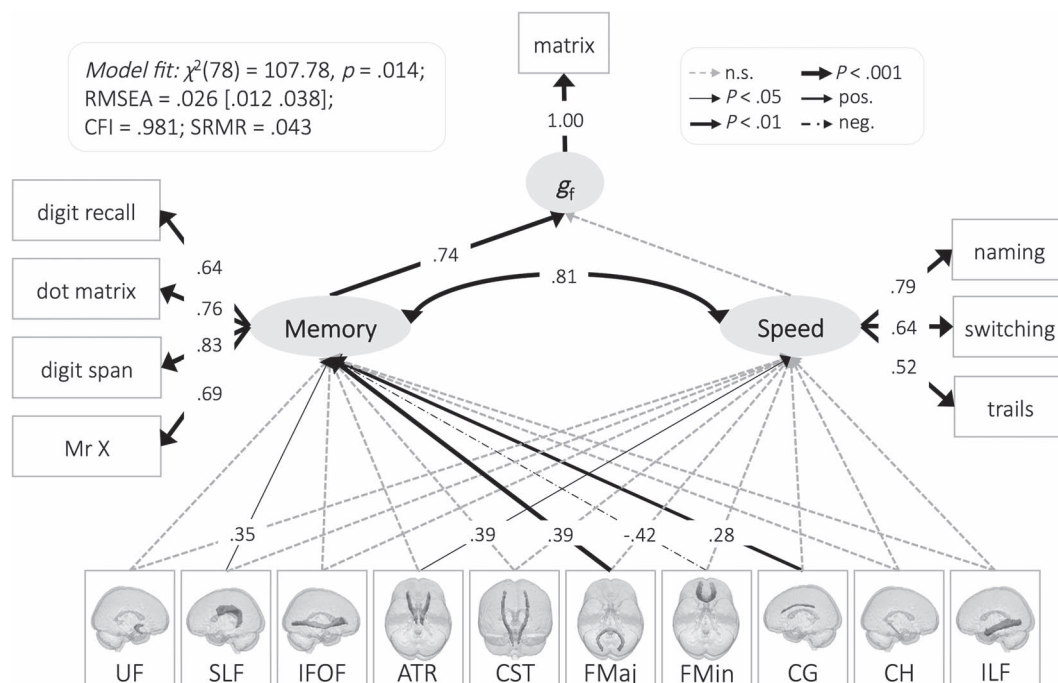 matrix
Model fit: χ²(78) = 107.78, p = .014;
RMSEA = .026 [.012 .038];
CFI = .981; SRMR = .043
n.s. P < .001
P < .05 pos.
P < .01 neg.
1.00
gf
digit recall
dot matrix
digit span
Mr X
.64
.76
.83
.69
.74
.81
Memory
Speed
.79
.64
.52
naming
switching
trails
.35 .39 .39 -.42 .28
UF SLF IFOF ATR CST FMaj FMin CG CH ILF